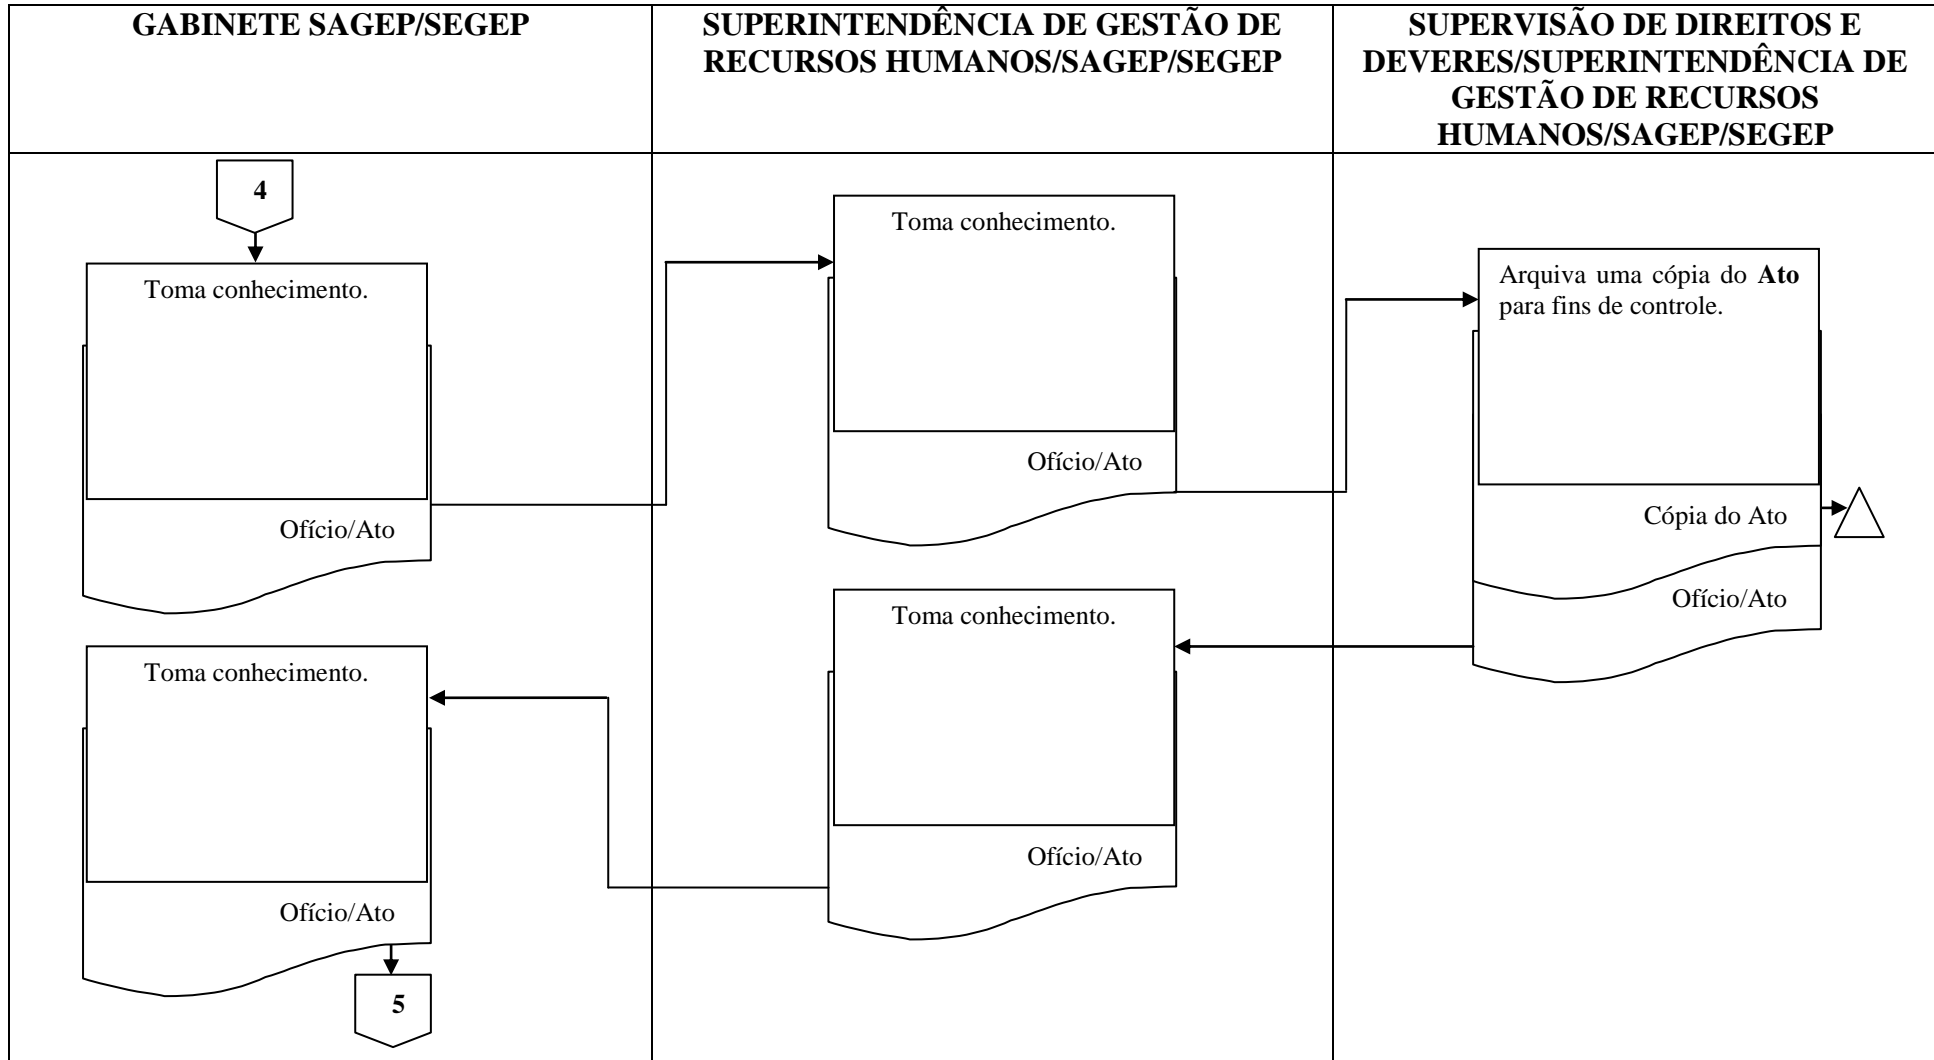 GABINETE SAGEP/SEGEP
SUPERINTENDÊNCIA DE GESTÃO DE
RECURSOS HUMANOS/SAGEP/SEGEP
SUPERVISÃO DE DIREITOS E
DEVERES/SUPERINTENDÊNCIA DE
GESTÃO DE RECURSOS
HUMANOS/SAGEP/SEGEP
4
Toma conhecimento.
Ofício/Ato
Toma conhecimento.
Ofício/Ato
Arquiva uma cópia do Ato
para fins de controle.
Cópia do Ato
Ofício/Ato
Toma conhecimento.
Ofício/Ato
Toma conhecimento.
Ofício/Ato
5